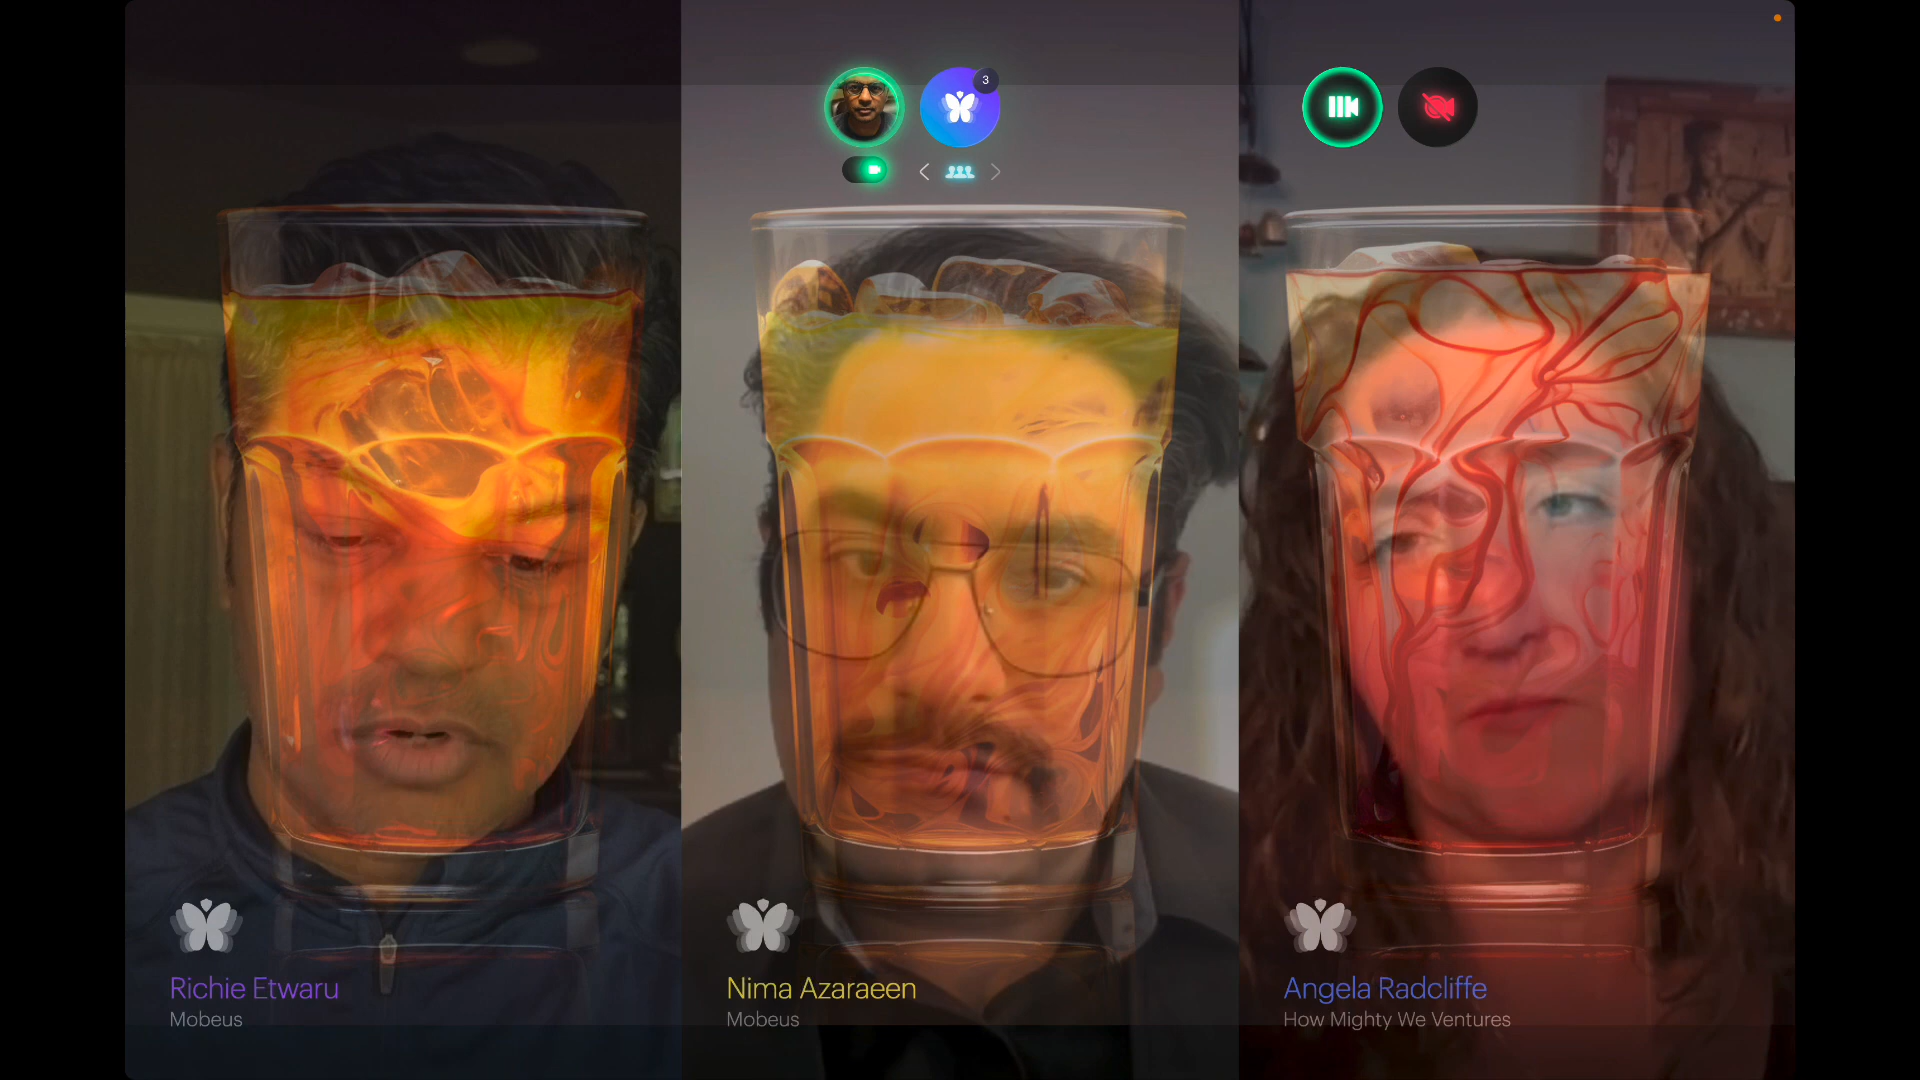 3
Richie Etwaru
Mobeus
Nima Azaraeen
Mobeus
Angela Radcliffe
How Mighty We Ventures